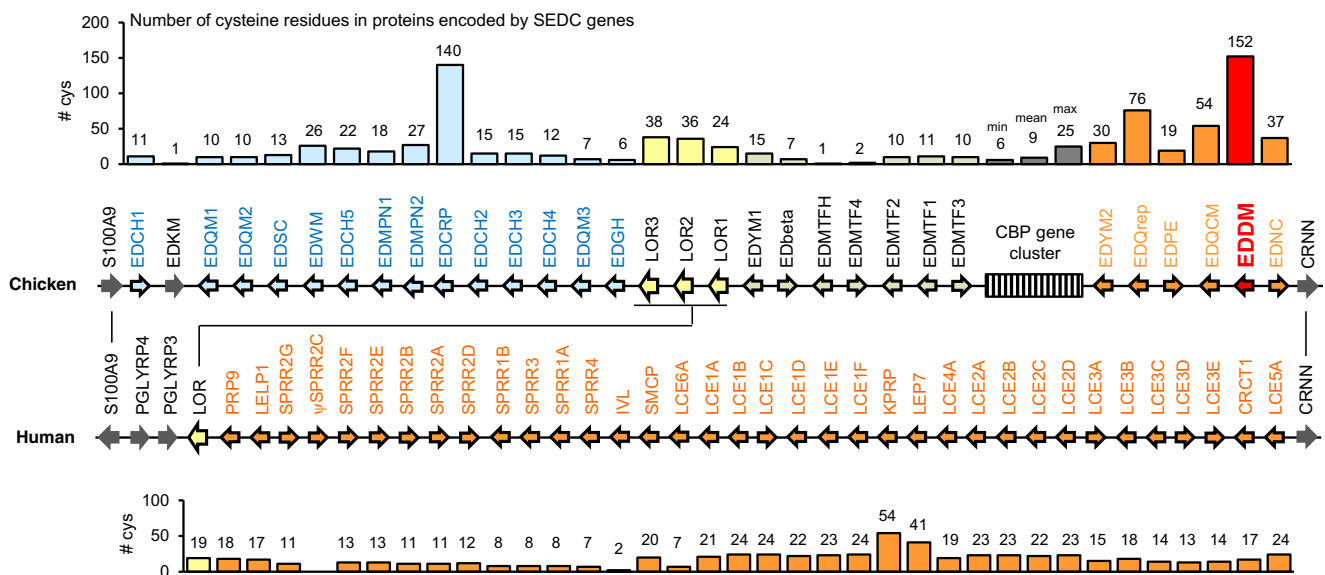 Number of cysteine residues in proteins encoded by SEDC genes
# cys
200
150
100
50
0
11
1
10
10
13
26
22
18
27
140
15
15
12
7
6
38
36
24
15
7
1
2
10
11
10
min
6
mean
9
max
25
30
76
19
54
152
37
S100A9
EDCH1
EDKM
EDQM1
EDQM2
EDSC
EDWM
EDCH5
EDMPN1
EDMPN2
EDCRP
EDCH2
EDCH3
EDCH4
EDQM3
EDGH
LOR3
LOR2
LOR1
EDYM1
EDbeta
EDMTFH
EDMTF4
EDMTF2
EDMTF1
EDMTF3
CBP gene
cluster
EDYM2
EDQrep
EDPE
EDQCM
EDDM
EDNC
CRNN
Chicken
S100A9
PGLYRP4
PGLYRP3
LOR
PRP9
LELP1
SPRR2G
ψSPRR2C
SPRR2F
SPRR2E
SPRR2B
SPRR2A
SPRR2D
SPRR1B
SPRR3
SPRR1A
SPRR4
IVL
SMCP
LCE6A
LCE1A
LCE1B
LCE1C
LCE1D
LCE1E
LCE1F
KPRP
LEP7
LCE4A
LCE2A
LCE2B
LCE2C
LCE2D
LCE3A
LCE3B
LCE3C
LCE3D
LCE3E
CRCT1
LCE5A
CRNN
Human
# cys
100
50
0
19
18
17
11
13
13
11
11
12
8
8
8
7
2
20
7
21
24
24
22
23
24
54
41
19
23
23
22
23
15
18
14
13
14
17
24